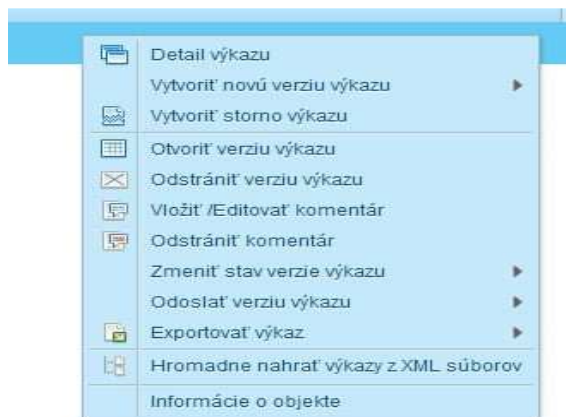 Detail výkazu
Vytvoriť novú verziu výkazu
Vytvoriť storno výkazu
Otvoriť verziu výkazu
Odstrániť verziu výkazu
Vložiť /Editovať komentár
Odstrániť komentár
Zmeniť stav verzie výkazu
Odoslať verziu výkazu
Exportovať výkaz
Hromadne nahrať výkazy z XML súborov
Informácie o objekte